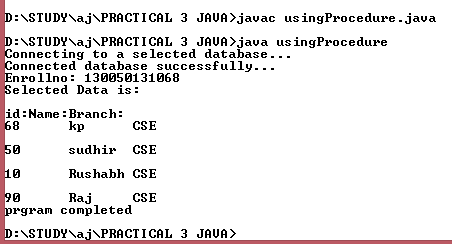 D:\STUDY\aj\PRACTICAL 3 JAVA>javac usingProcedure.java
D:\STUDY\aj\PRACTICAL 3 JAVA>java usingProcedure
Connecting to a selected database...
Connected database successfully...
Enrollno: 130050131068
Selected Data is:
id:Name:Branch:
68 kp CSE
50 sudhir CSE
10 Rushabh CSE
90 Raj CSE
prgram completed
D:\STUDY\aj\PRACTICAL 3 JAVA>